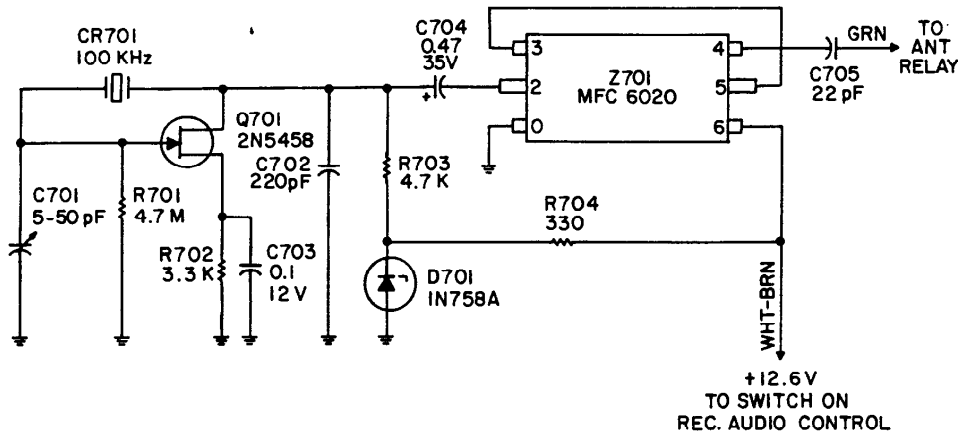 CR701
100 KHz
C704
0.47
35V
+
3
2
0
Z701
MFC 6020
4
5
6
GRN
TO
ANT
RELAY
C705
22 pF
Q701
2N5458
C702
220pF
R703
4.7 K
C701
5-50 pF
R701
4.7 M
R702
3.3 K
C703
0.1
12 V
R704
330
D701
1N758A
WHT-BRN
+12.6V
TO SWITCH ON
REC. AUDIO CONTROL